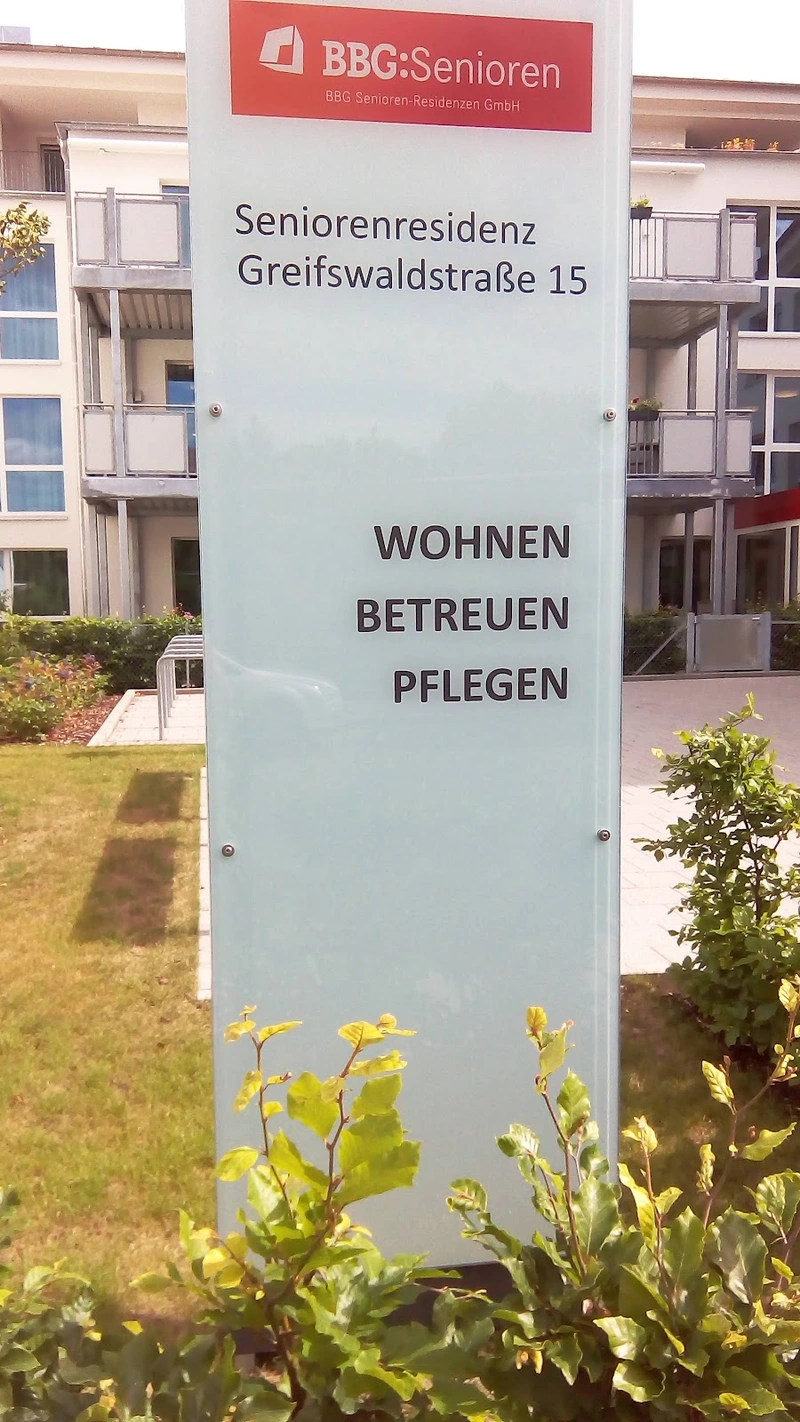 BBG:Senioren
BBG Senioren-Residenzen GmbH
Seniorenresidenz
Greifswaldstraße 15
WOHNEN
BETREUEN
PFLEGEN